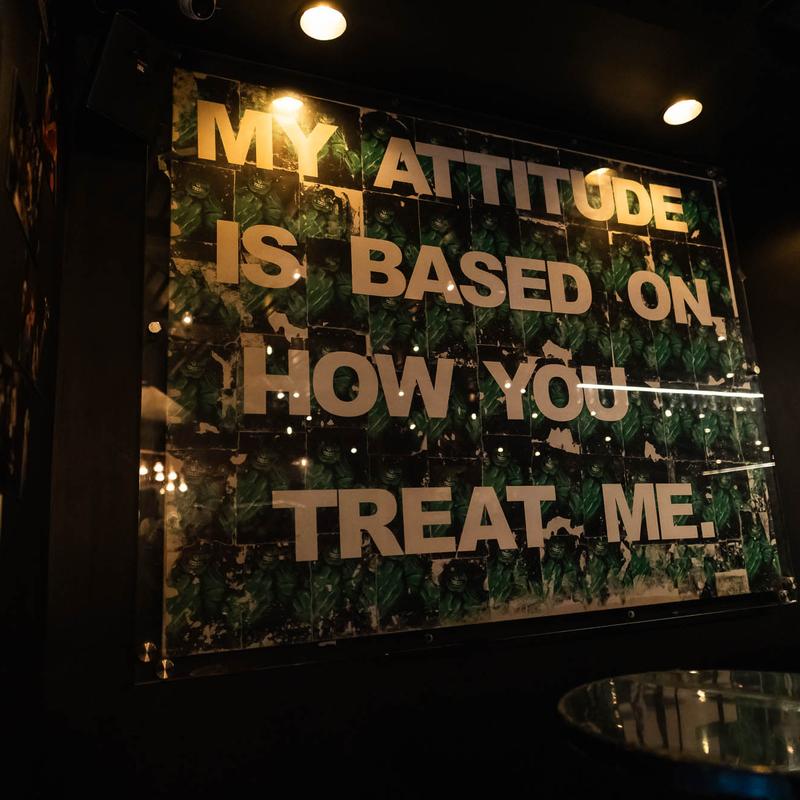 MY ATTITUDE
IS BASED ON
HOW YOU
TREAT ME.